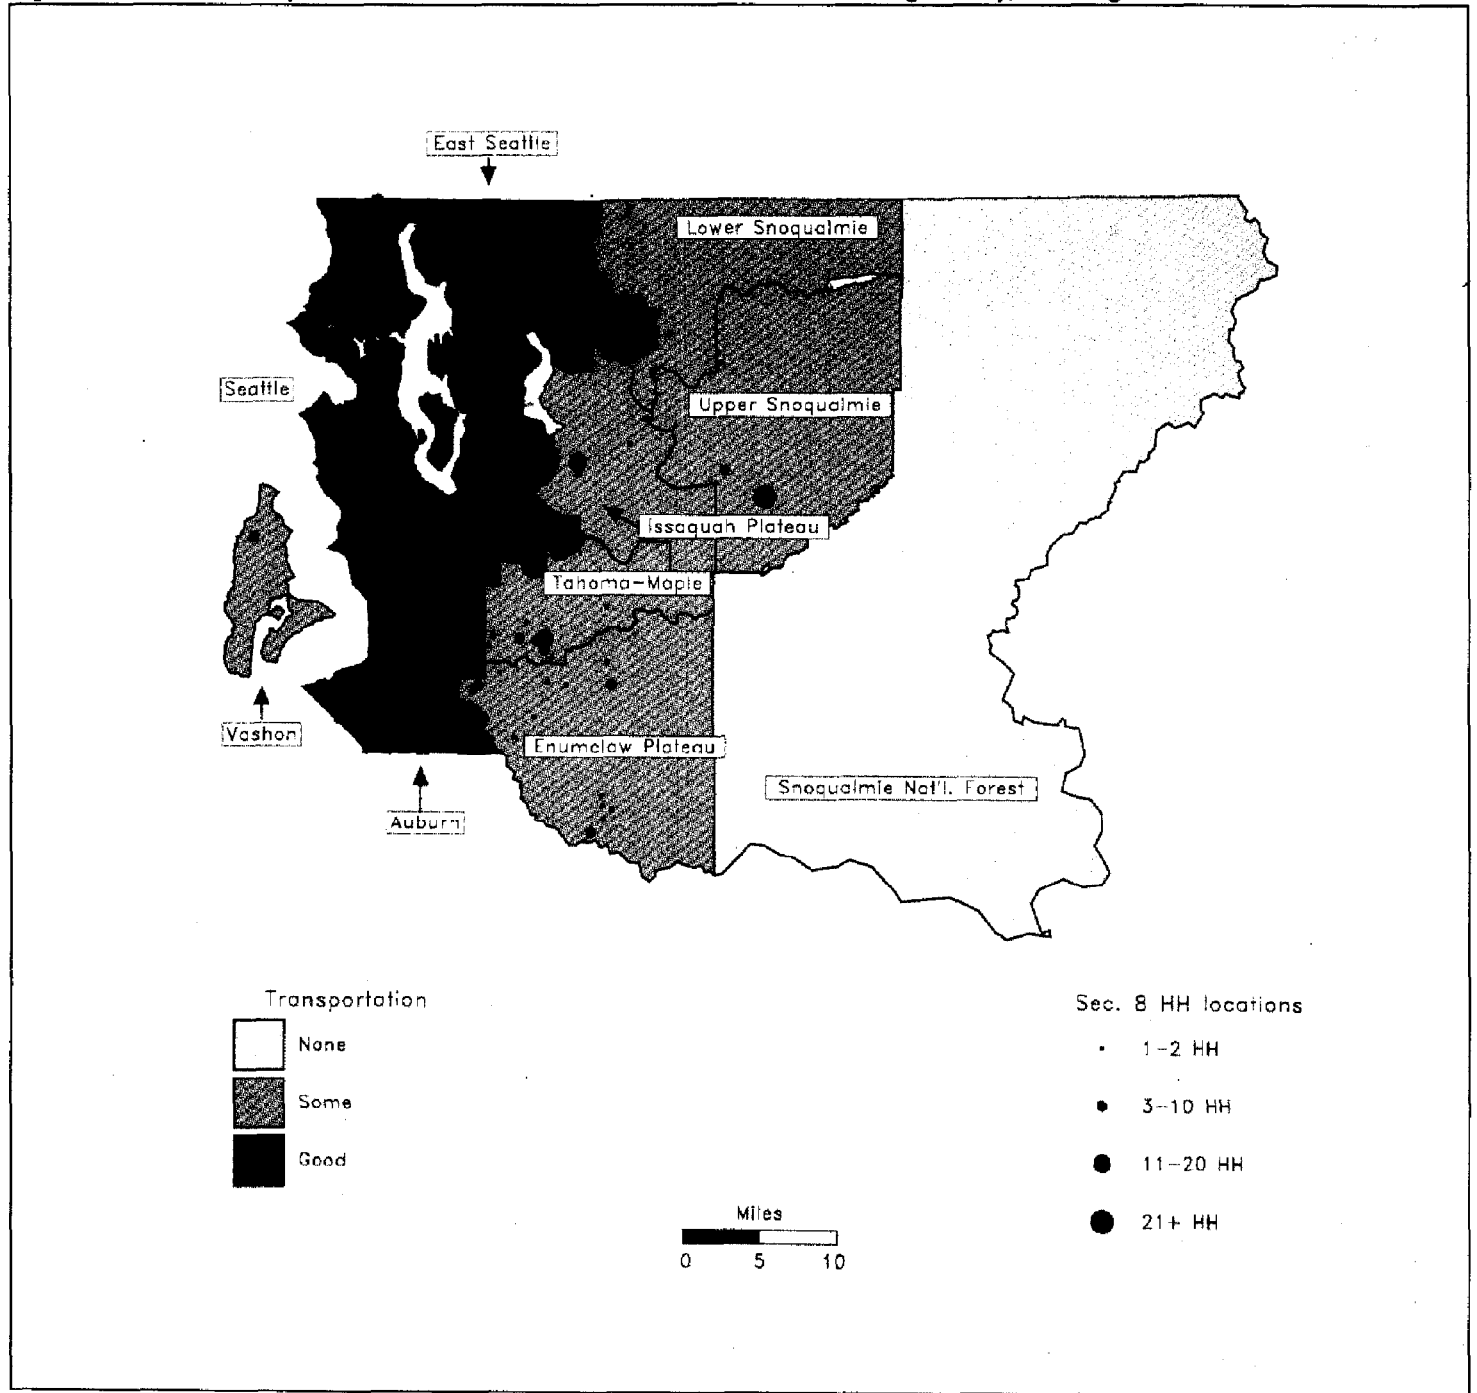 East Seattle
Lower Snoqualmie
Seattle
Upper Snoqualmie
Issaquah Plateau
Tahoma-Maple
Vashon
Enumclaw Plateau
Snoqualmie Nat'l. Forest
Auburn
Transportation
None
Some
Good
Sec. 8 HH locations
1-2 HH
3-10 HH
11-20 HH
21+ HH
Miles
0 5 10